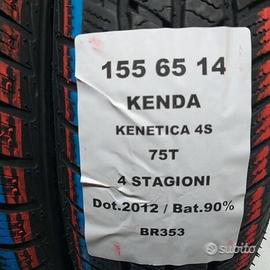 155 65 14
KENDA
KENETICA 4S
75T
4 STAGIONI
Dot.2012 / Bat.90%
BR353
subito